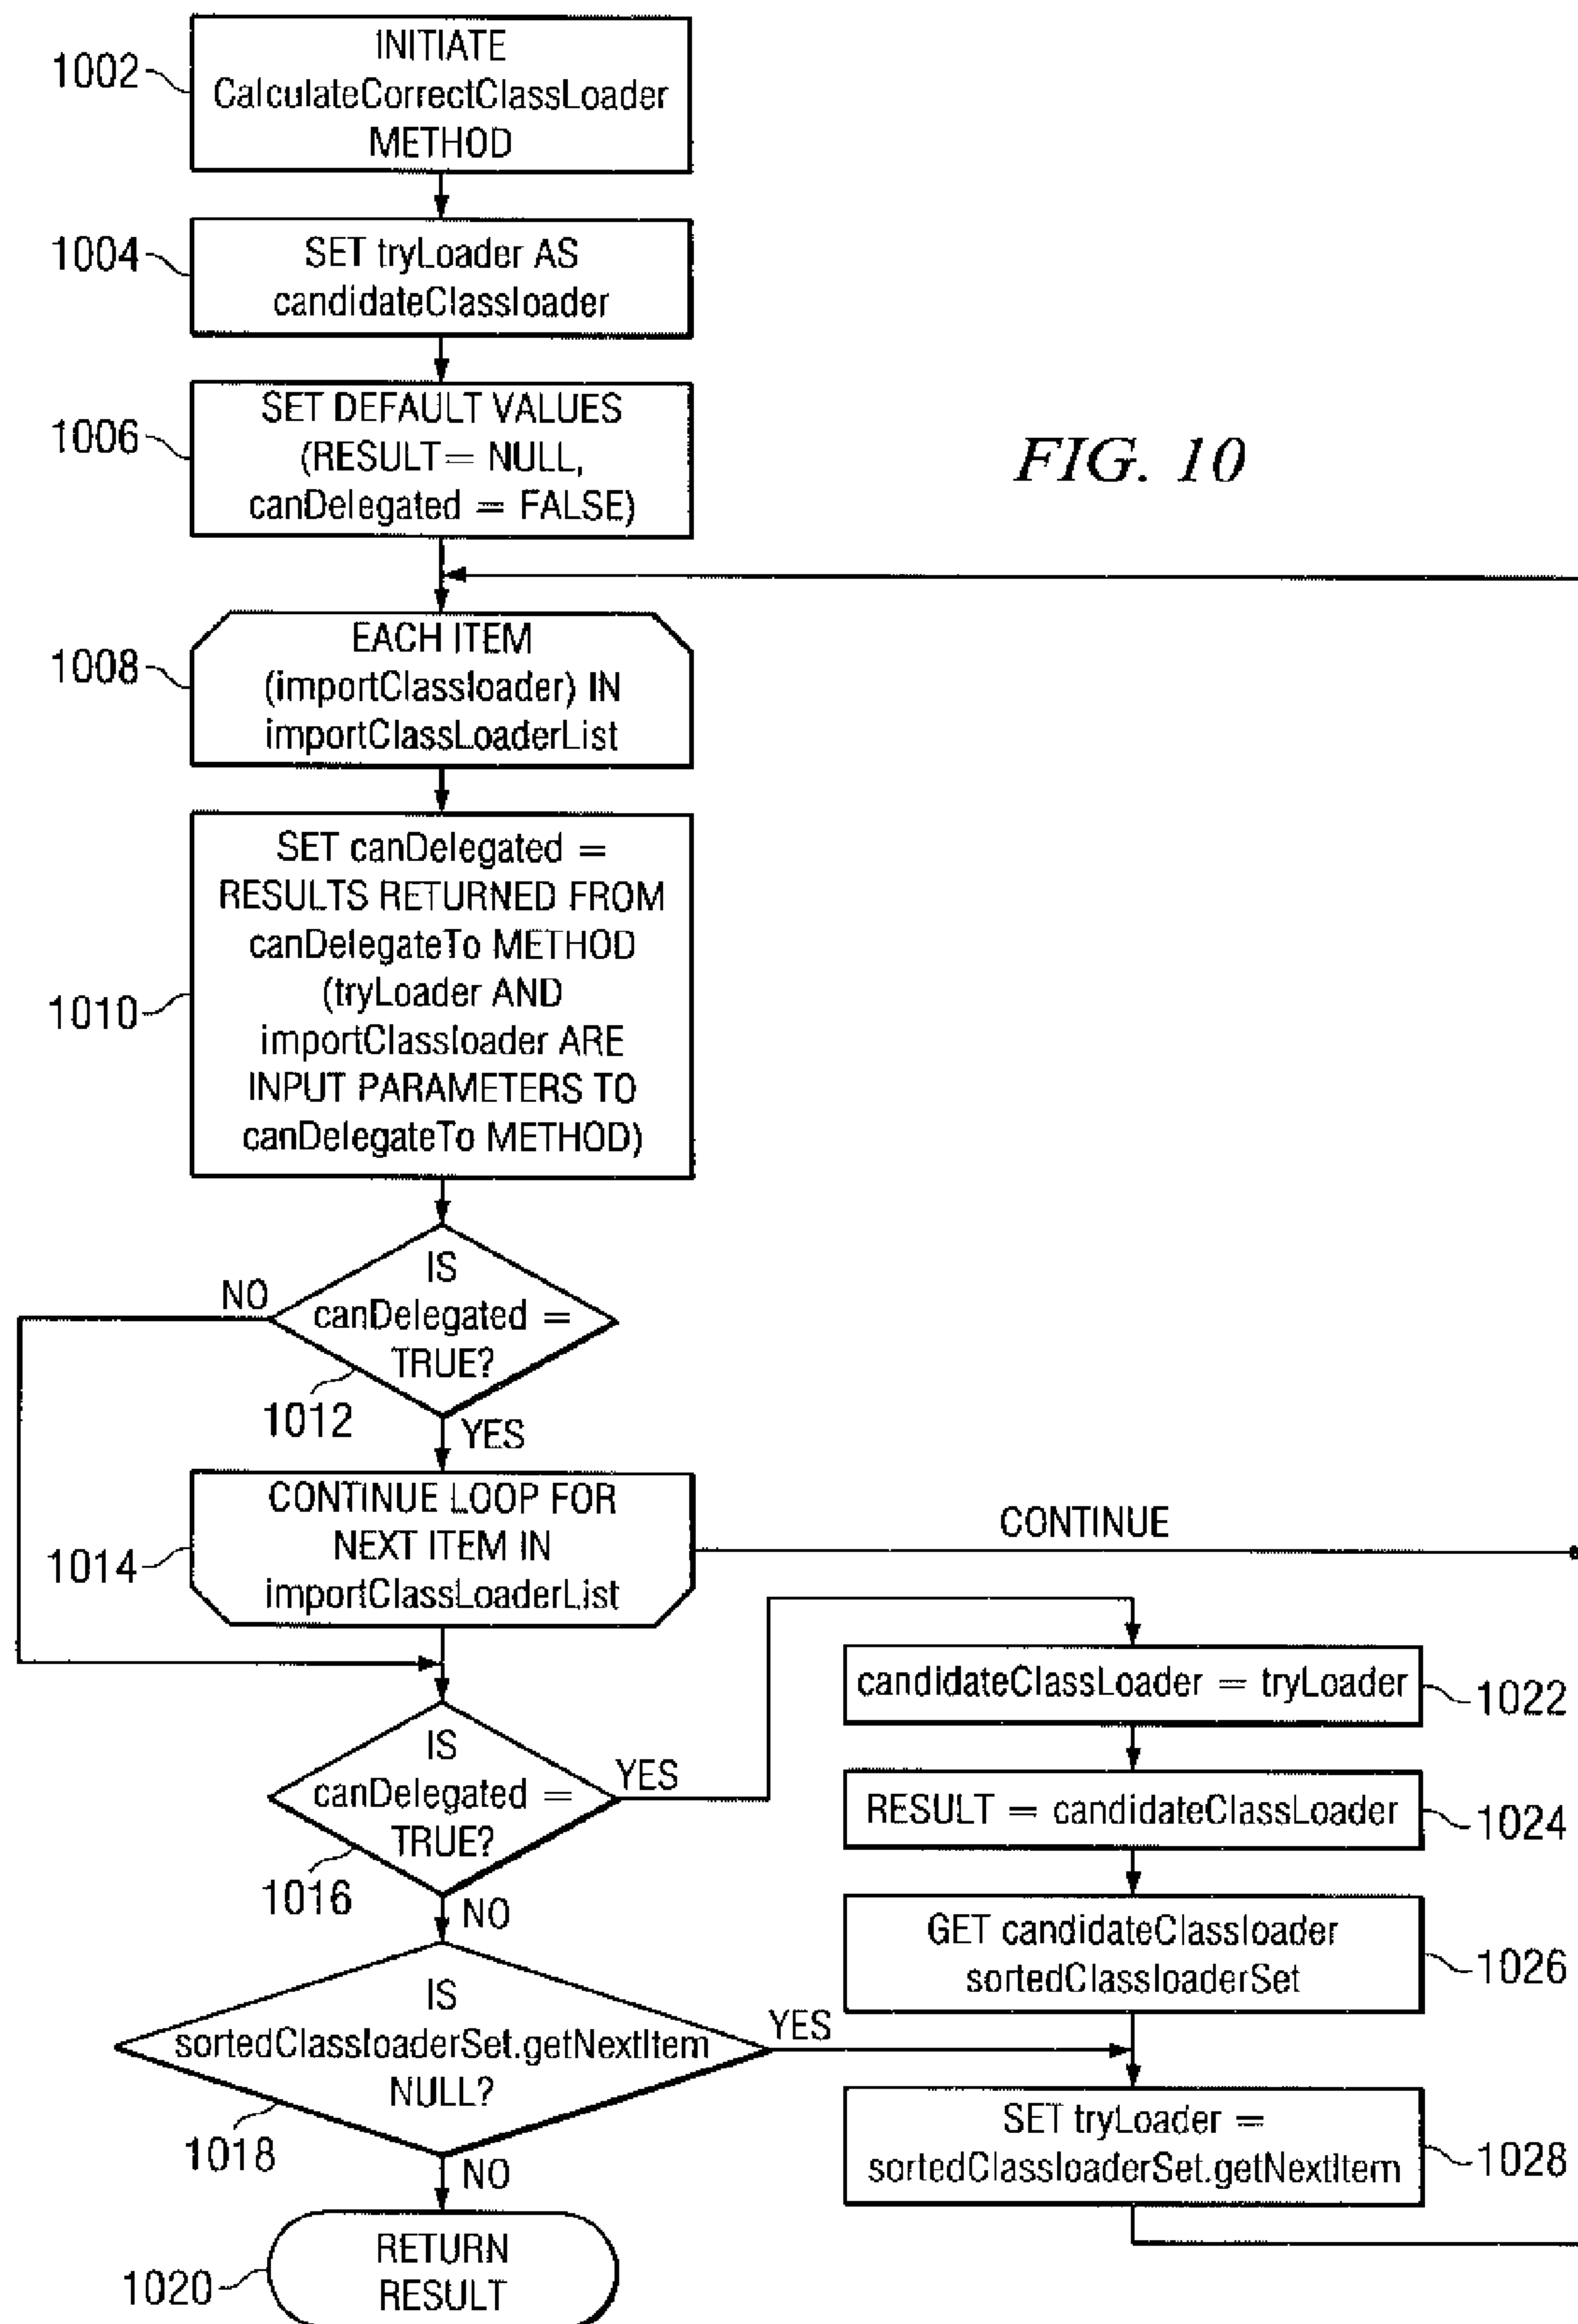 1002
INITIATE
CalculateCorrectClassLoader
METHOD
1004
SET tryLoader AS
candidateClassloader
1006
SET DEFAULT VALUES
(RESULT = NULL,
canDelegated = FALSE)
FIG. 10
1008
EACH ITEM
(importClassloader) IN
importClassLoaderList
1010
SET canDelegated =
RESULTS RETURNED FROM
canDelegateTo METHOD
(tryLoader AND
importClassloader ARE
INPUT PARAMETERS TO
canDelegateTo METHOD)
NO
IS
canDelegated =
TRUE?
1012
YES
1014
CONTINUE LOOP FOR
NEXT ITEM IN
importClassLoaderList
CONTINUE
IS
canDelegated =
TRUE?
1016
YES
NO
candidateClassLoader = tryLoader
1022
RESULT = candidateClassLoader
1024
GET candidateClassloader
sortedClassloaderSet
1026
IS
sortedClassloaderSet.getNextItem
NULL?
1018
YES
NO
SET tryLoader =
sortedClassloaderSet.getNextItem
1028
1020
RETURN
RESULT